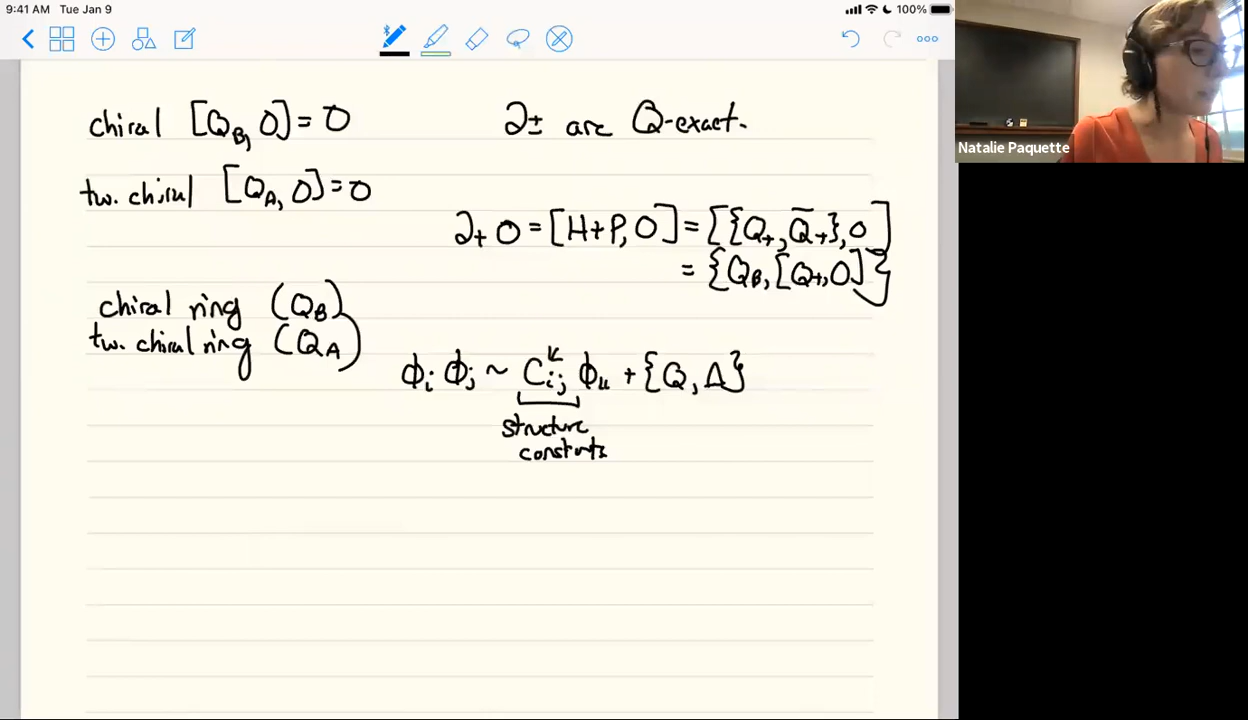 9:41 AM Tue Jan 9
100%
chiral [Q_B, O] = 0
∂± are Q-exact.
tw. chiral [Q_A, O] = 0
∂₊ O = [H+P, O] = [{Q₊, Q̄₊}, O]
= {Q_B, [Q₊, O]}
chiral ring (Q_B)
tw. chiral ring (Q_A)
ϕ_i ϕ_j ~ C_ij^k ϕ_k + {Q, Λ}
structure
constants
Natalie Paquette